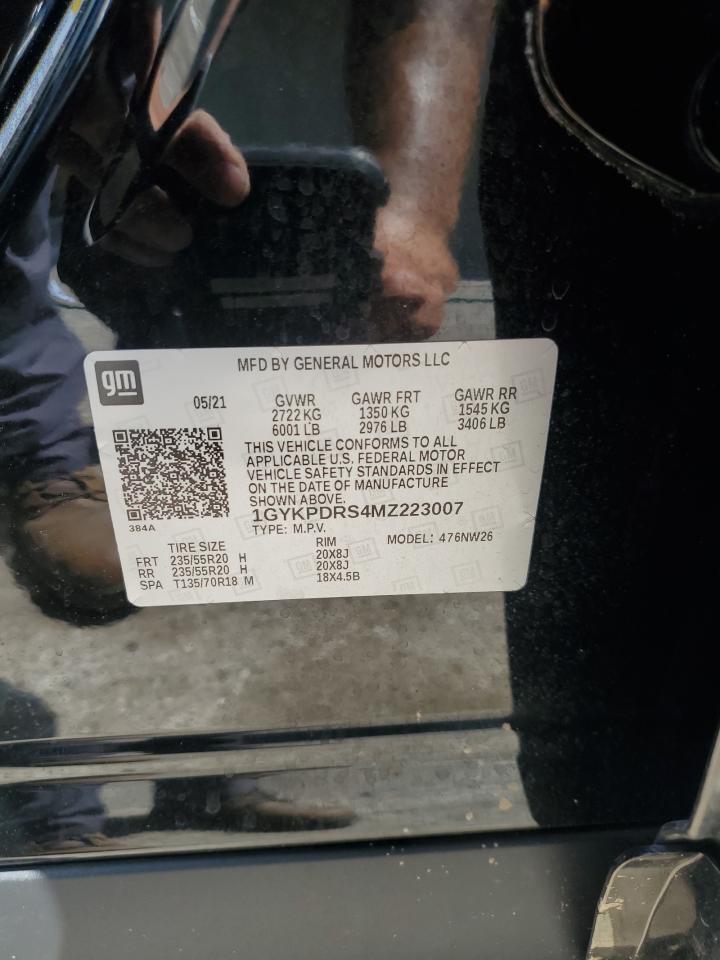 gm
MFD BY GENERAL MOTORS LLC
05/21
GVWR GAWR FRT GAWR RR
2722 KG 1350 KG 1545 KG
6001 LB 2976 LB 3406 LB
THIS VEHICLE CONFORMS TO ALL
APPLICABLE U.S. FEDERAL MOTOR
VEHICLE SAFETY STANDARDS IN EFFECT
ON THE DATE OF MANUFACTURE
SHOWN ABOVE.
1GYKPDRS4MZ223007
384A
TYPE: M.P.V. MODEL: 476NW26
TIRE SIZE RIM
FRT 235/55R20 H 20X8J
RR 235/55R20 H 20X8J
SPA T135/70R18 M 18X4.5B